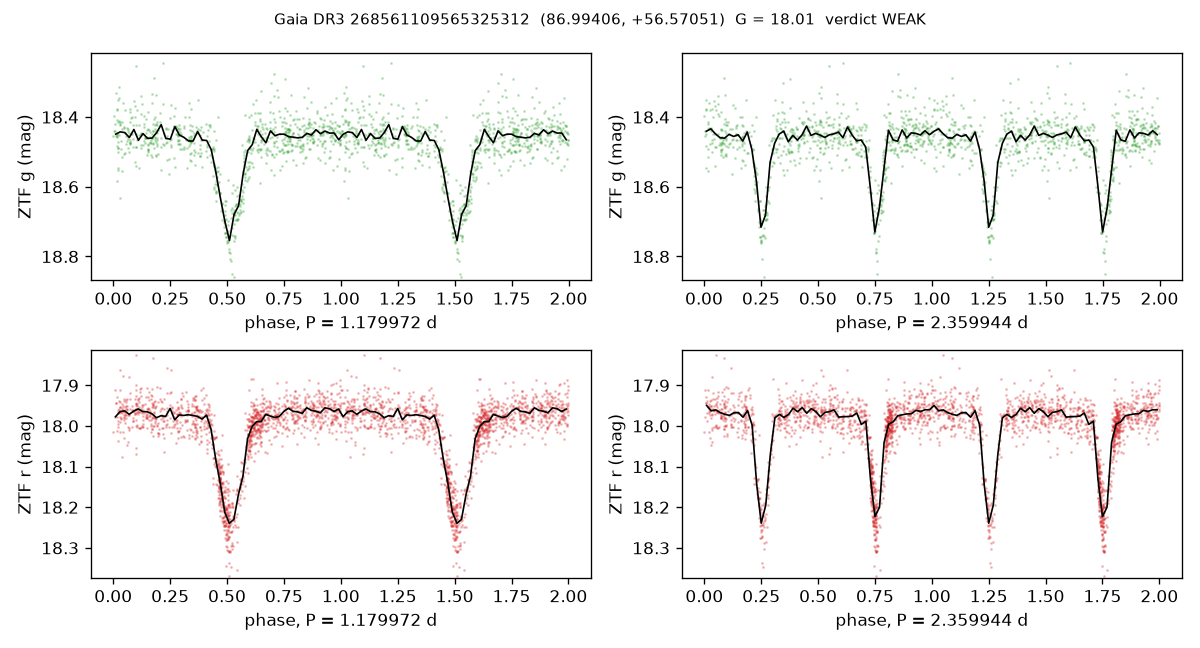 Gaia DR3 268561109565325312  (86.99406, +56.57051)  G = 18.01  verdict WEAK
ZTF g (mag)
18.4
18.6
18.8
0.00 0.25 0.50 0.75 1.00 1.25 1.50 1.75 2.00
phase, P = 1.179972 d
ZTF g (mag)
18.4
18.6
18.8
0.00 0.25 0.50 0.75 1.00 1.25 1.50 1.75 2.00
phase, P = 2.359944 d
ZTF r (mag)
17.9
18.0
18.1
18.2
18.3
0.00 0.25 0.50 0.75 1.00 1.25 1.50 1.75 2.00
phase, P = 1.179972 d
ZTF r (mag)
17.9
18.0
18.1
18.2
18.3
0.00 0.25 0.50 0.75 1.00 1.25 1.50 1.75 2.00
phase, P = 2.359944 d